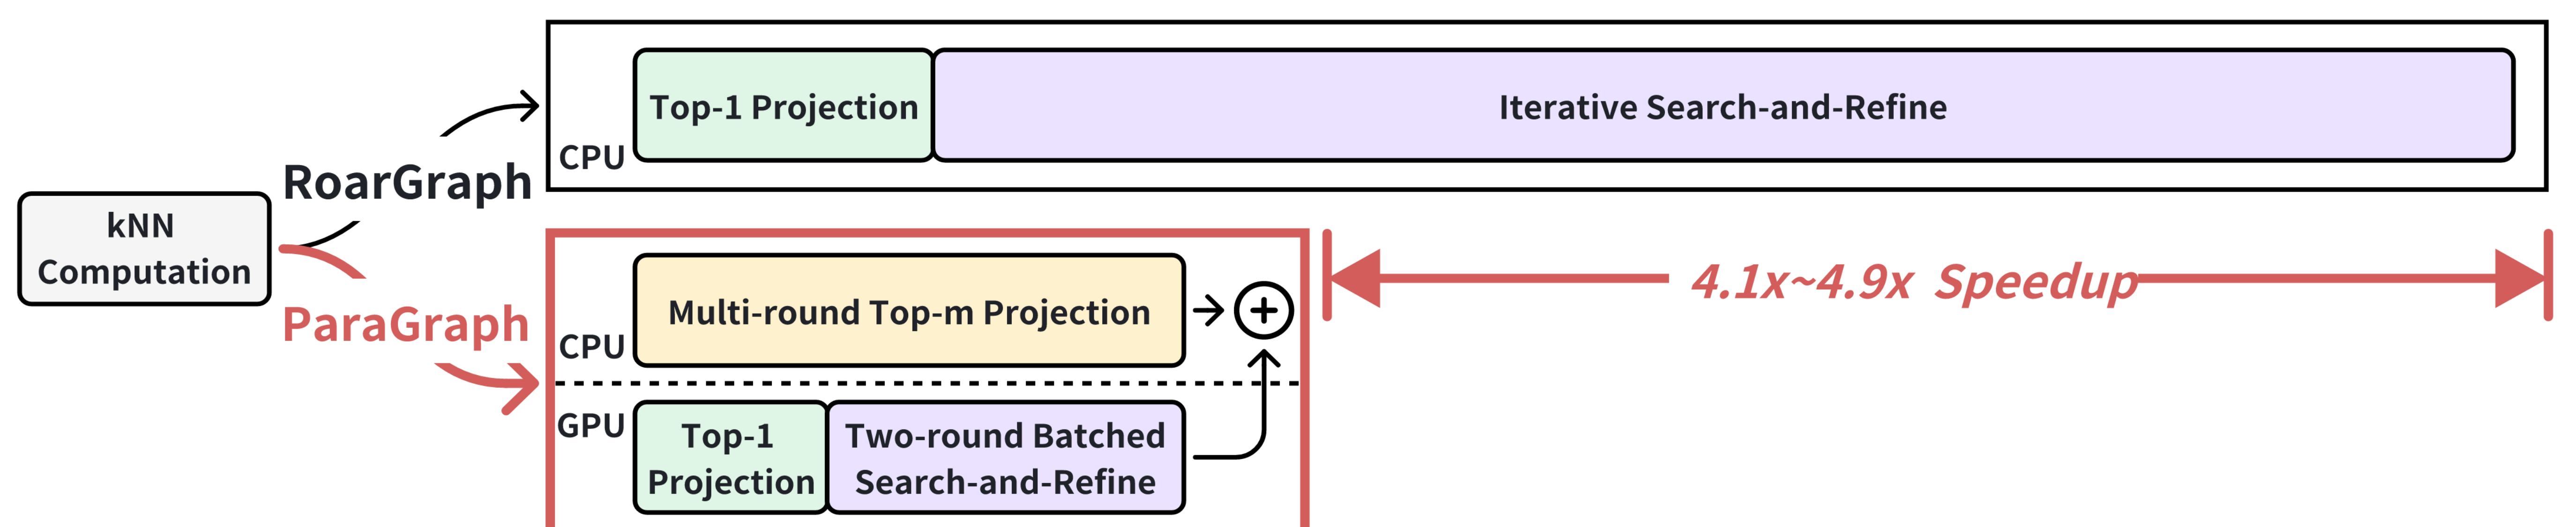 Top-1 Projection
Iterative Search-and-Refine
CPU
RoarGraph
kNN
Computation
ParaGraph
Multi-round Top-m Projection
CPU
4.1x~4.9x Speedup
GPU
Top-1
Projection
Two-round Batched
Search-and-Refine